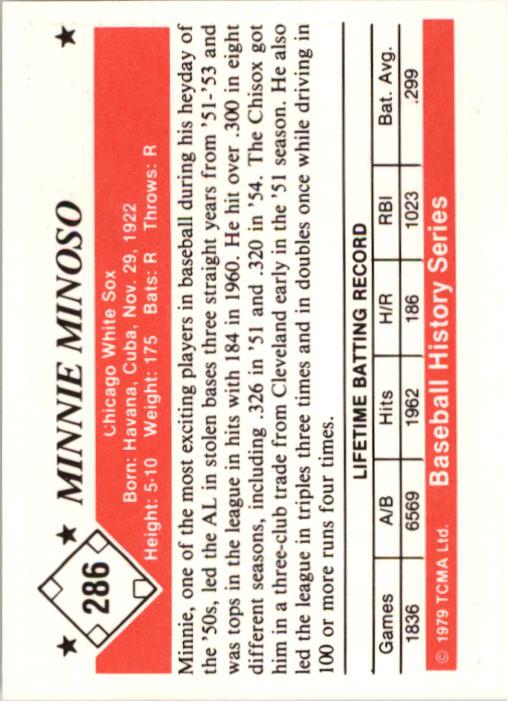 286
MINNIE MINOSO
Chicago White Sox
Born: Havana, Cuba, Nov. 29, 1922
Height: 5-10 Weight: 175 Bats: R Throws: R
Minnie, one of the most exciting players in baseball during his heyday of
the '50s, led the AL in stolen bases three straight years from '51-'53 and
was tops in the league in hits with 184 in 1960. He hit over .300 in eight
different seasons, including .326 in '51 and .320 in '54. The Chisox got
him in a three-club trade from Cleveland early in the '51 season. He also
led the league in triples three times and in doubles once while driving in
100 or more runs four times.
LIFETIME BATTING RECORD
Games A/B Hits H/R RBI Bat. Avg.
1836 6569 1962 186 1023 .299
© 1979 TCMA Ltd. Baseball History Series